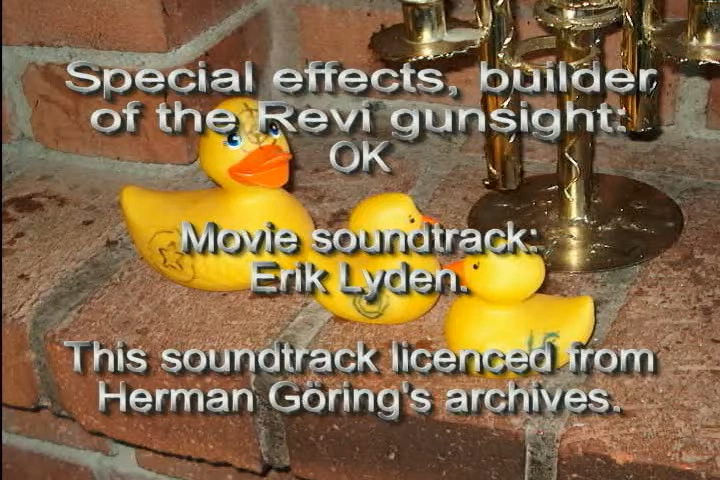 Special effects, builder
of the Revi gunsight:
OK
Movie soundtrack:
Erik Lyden.
This soundtrack licenced from
Herman Göring's archives.